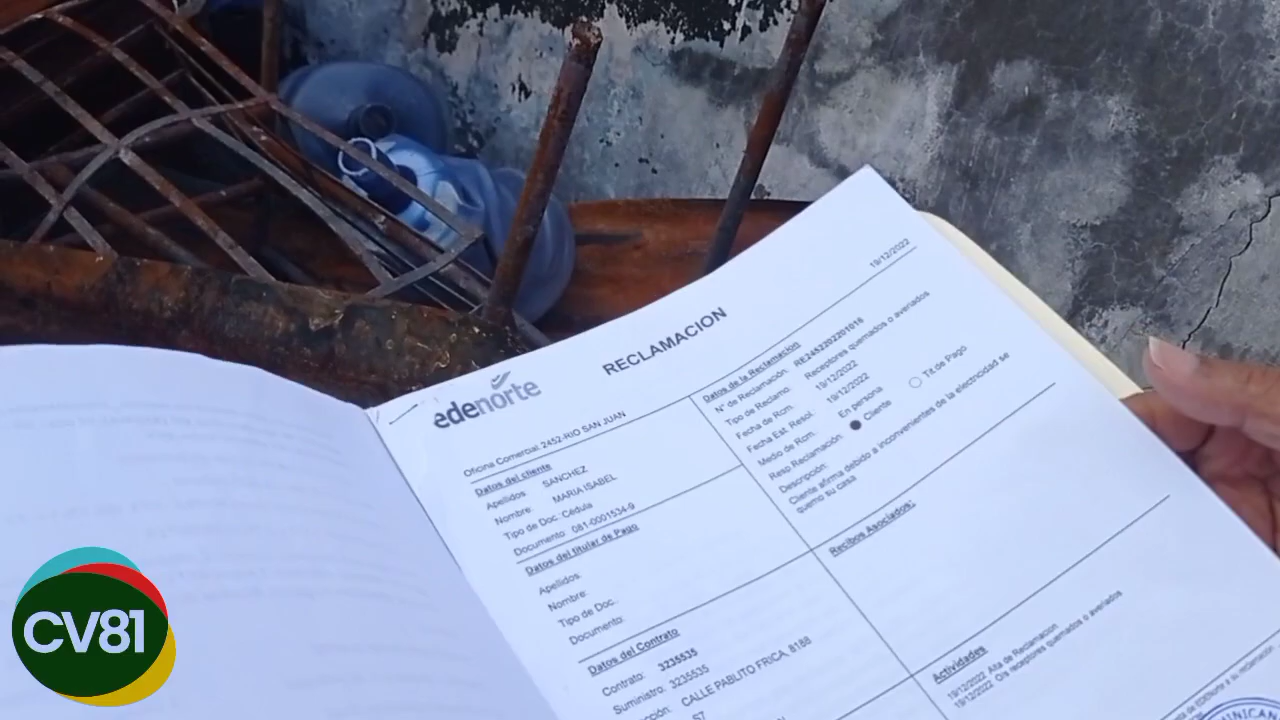 edenorte
RECLAMACION
19/12/2022
Oficina Comercial: 2452-RIO SAN JUAN
Datos del cliente
Apellidos: SANCHEZ
Nombre: MARIA ISABEL
Tipo de Doc: Cédula
Documento: 081-0001534-9
Datos del titular de Pago
Apellidos:
Nombre:
Tipo de Doc.
Documento:
Datos del Contrato
Contrato: 3235535
Suministro: 3235535
CALLE PABLITO FRICA, 8188
Datos de la Reclamacion
N° de Reclamación: RE2452202201016
Tipo de Reclamo: Receptores quemados o averiados
Fecha de Rcm: 19/12/2022
Fecha Est. Resol: 19/12/2022
Medio de Rcm: En persona
Resp.Reclamación: Cliente Tit.de Pago
Descripción:
Cliente afirma debido a inconvenientes de la electricidad se
quemo su casa
Recibos Asociados:
Actividades
19/12/2022 Alta de Reclamacion
19/12/2022 O/s receptores quemados o averiados
CV81